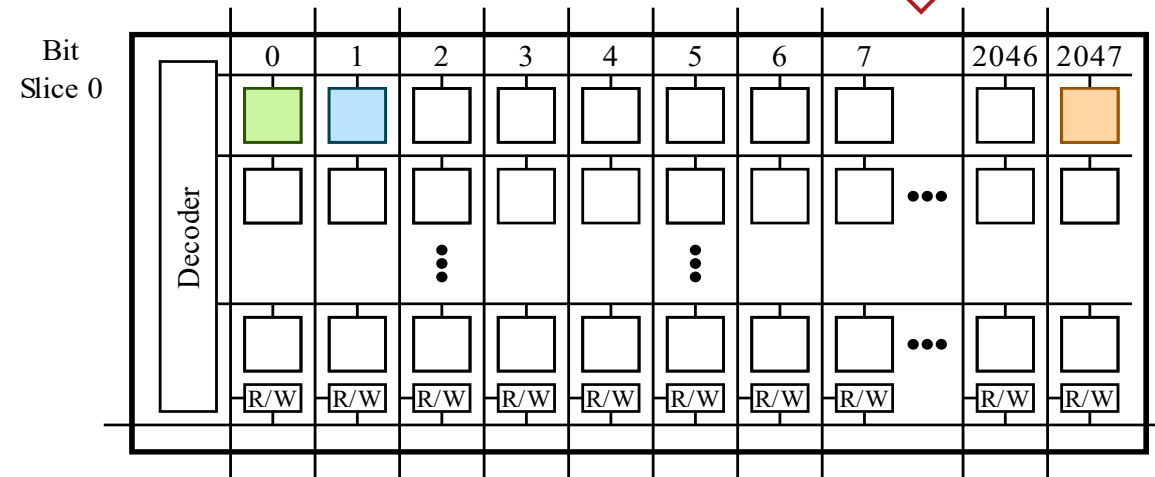 Bit
Slice 0
0 1 2 3 4 5 6 7 2046 2047
Decoder
R/W R/W R/W R/W R/W R/W R/W R/W R/W R/W